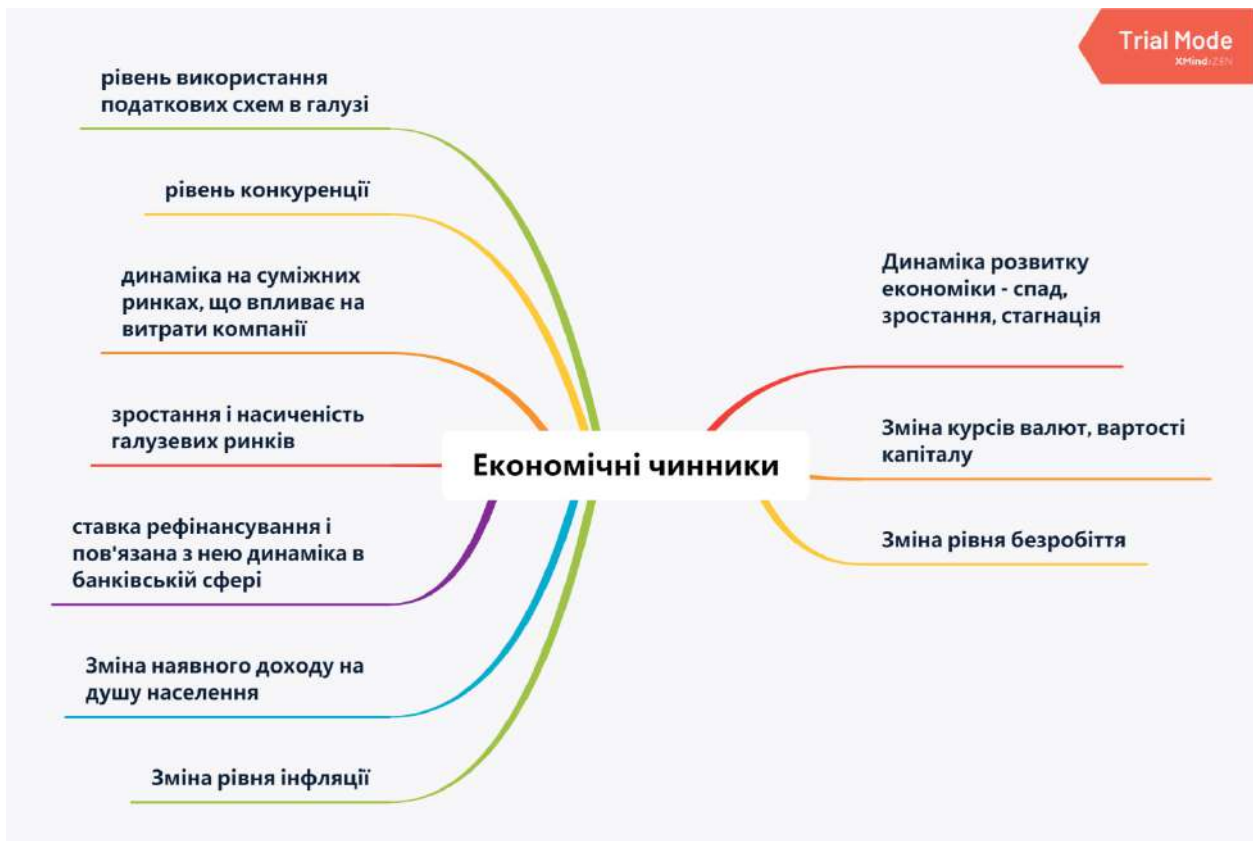 Trial Mode
XMind:ZEN
рівень використання
податкових схем в галузі
рівень конкуренції
динаміка на суміжних
ринках, що впливає на
витрати компанії
зростання і насиченість
галузевих ринків
ставка рефінансування і
пов'язана з нею динаміка в
банківській сфері
Зміна наявного доходу на
душу населення
Зміна рівня інфляції
Економічні чинники
Динаміка розвитку
економіки - спад,
зростання, стагнація
Зміна курсів валют, вартості
капіталу
Зміна рівня безробіття